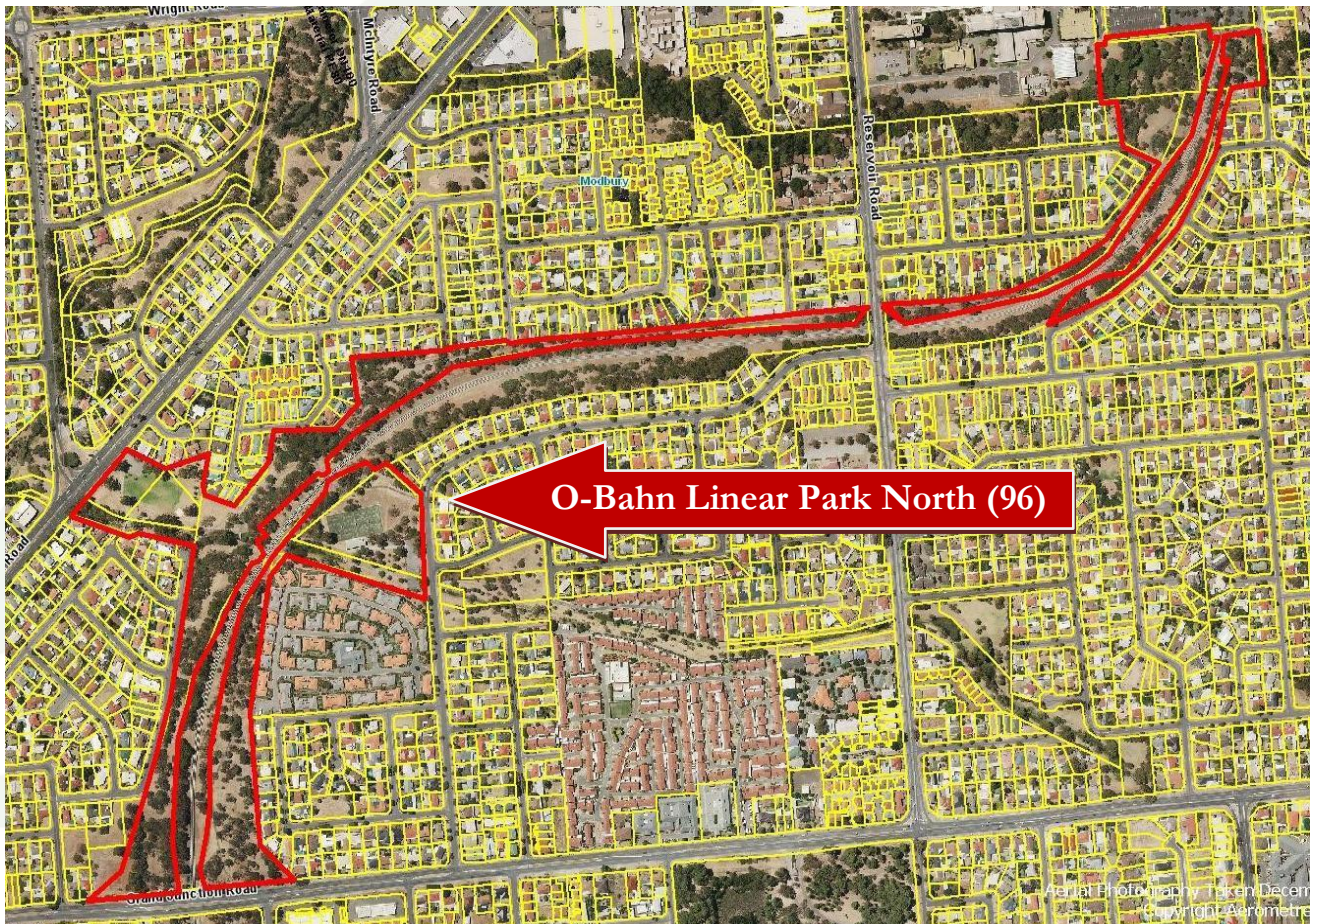 Wright Road
McIntyre Road
Reservoir Road
Modbury
O-Bahn Linear Park North (96)
Road
Grand Junction Road
Aerial Photography Taken Decem
Copyright Aerometre